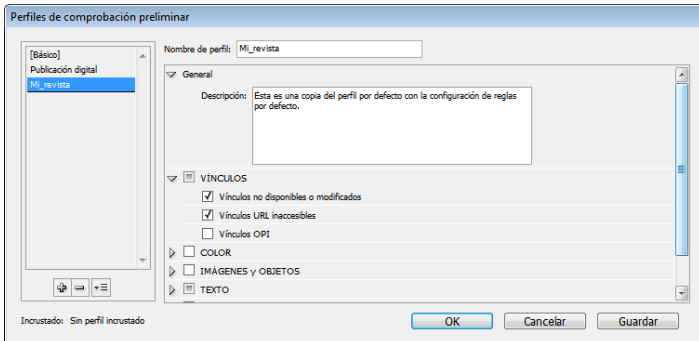 Perfiles de comprobación preliminar
[Básico]
Publicación digital
Mi_revista
Nombre de perfil: Mi_revista
General
Descripción: Esta es una copia del perfil por defecto con la configuración de reglas
por defecto.
VÍNCULOS
Vínculos no disponibles o modificados
Vínculos URL inaccesibles
Vínculos OPI
COLOR
IMÁGENES y OBJETOS
TEXTO
Incrustado: Sin perfil incrustado
OK
Cancelar
Guardar